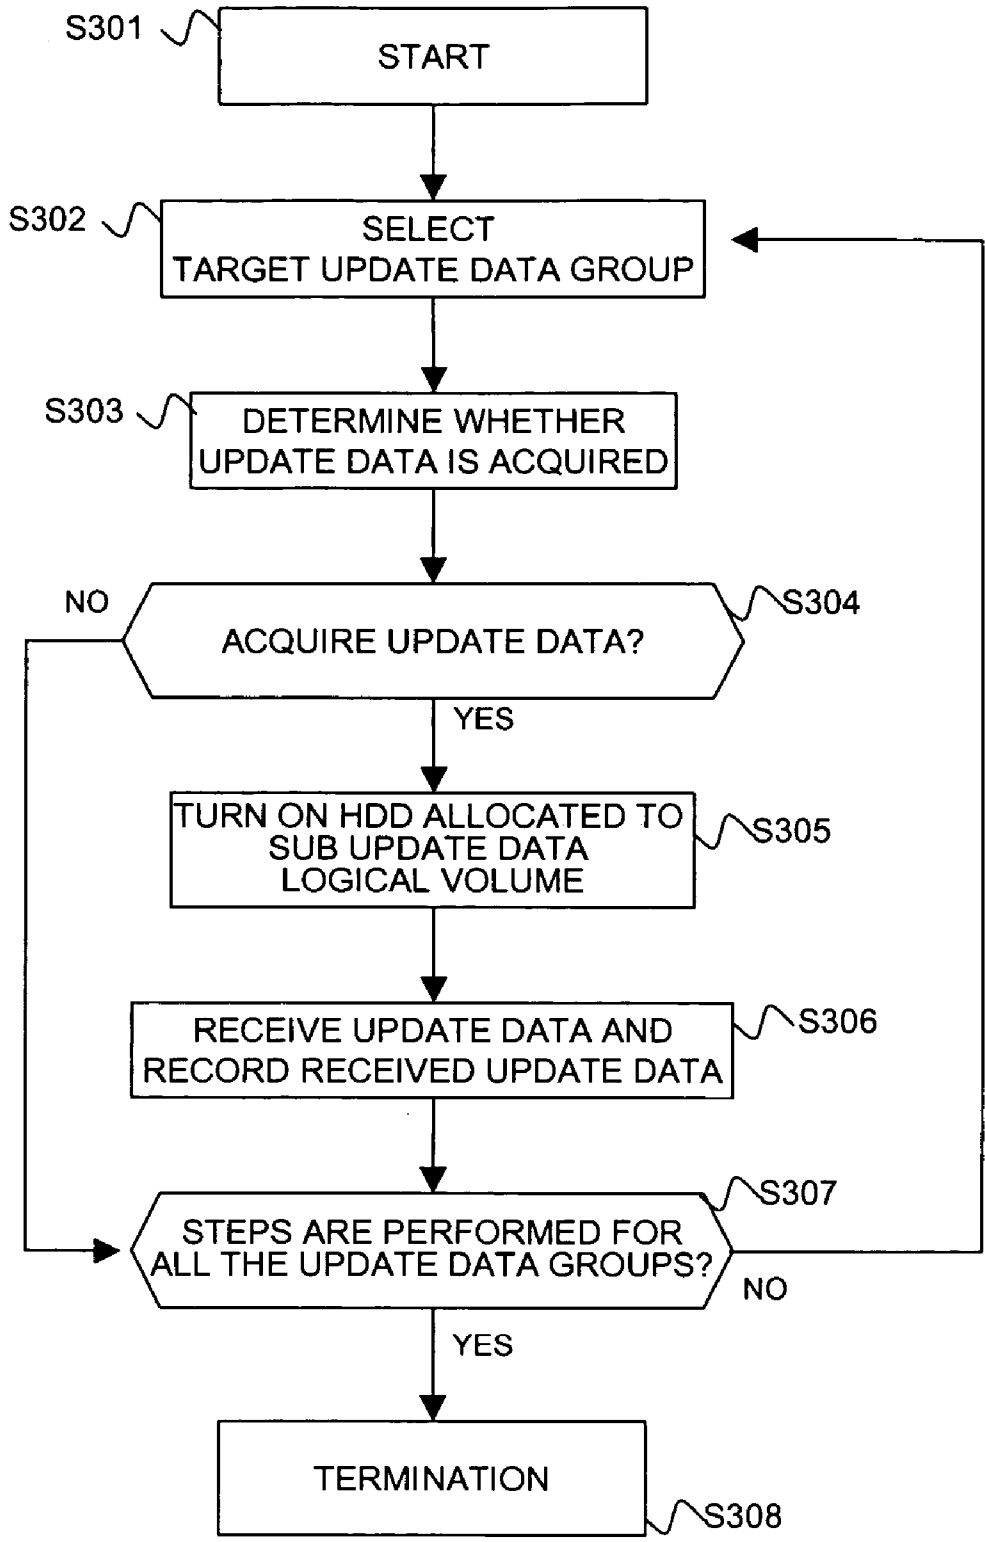 S301
START
S302
SELECT
TARGET UPDATE DATA GROUP
S303
DETERMINE WHETHER
UPDATE DATA IS ACQUIRED
NO
S304
ACQUIRE UPDATE DATA?
YES
TURN ON HDD ALLOCATED TO
SUB UPDATE DATA
LOGICAL VOLUME
S305
RECEIVE UPDATE DATA AND
RECORD RECEIVED UPDATE DATA
S306
S307
STEPS ARE PERFORMED FOR
ALL THE UPDATE DATA GROUPS?
NO
YES
TERMINATION
S308